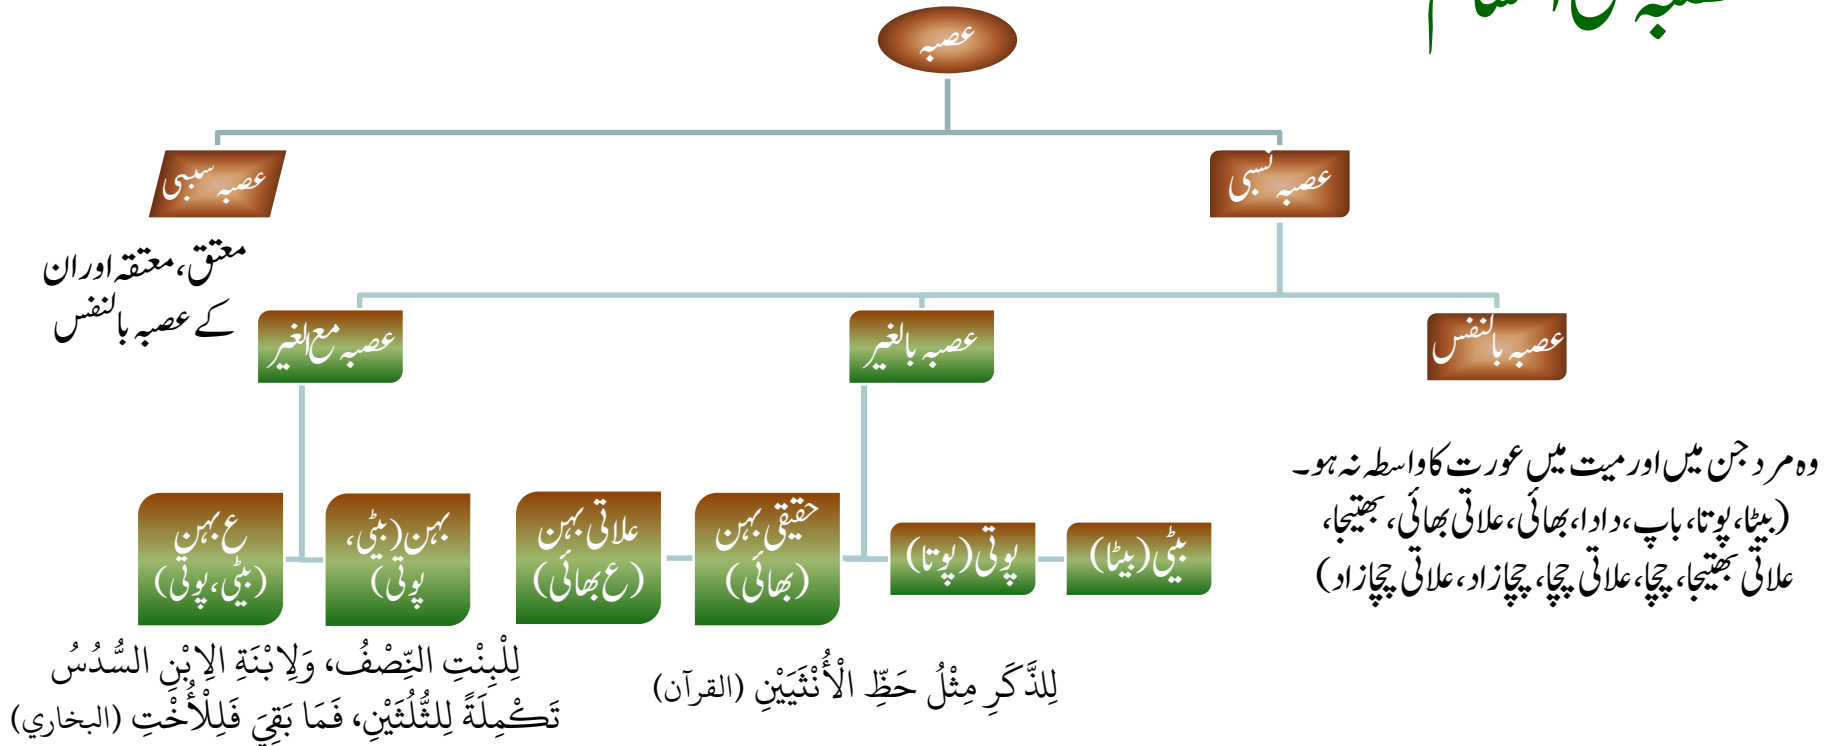 عصبہ کی اقسام
عصبہ
عصبہ نسبی
عصبہ سببی
معتق، معتقہ اور ان
کے عصبہ بالنفس
عصبہ بالنفس
عصبہ بالغیر
عصبہ مع الغیر
وہ مرد جن میں اور میت میں عورت کا واسطہ نہ ہو۔
(بیٹا، پوتا، باپ، دادا، بھائی، علاتی بھائی، بھتیجا،
علاتی بھتیجا، چچا، علاتی چچا، چچازاد، علاتی چچازاد)
بیٹی (بیٹا)
پوتی (پوتا)
حقیقی بہن
(بھائی)
علاتی بہن
(ع بھائی)
بہن (بیٹی،
پوتی)
ع بہن
(بیٹی، پوتی)
لِلذَّكَرِ مِثْلُ حَظِّ الْأُنْثَيَيْنِ (القرآن)
لِلْبِنْتِ النِّصْفُ، وَلِابْنَةِ الِابْنِ السُّدُسُ
تَكْمِلَةً لِلثُّلُثَيْنِ، فَمَا بَقِيَ فَلِلْأُخْتِ (البخاري)